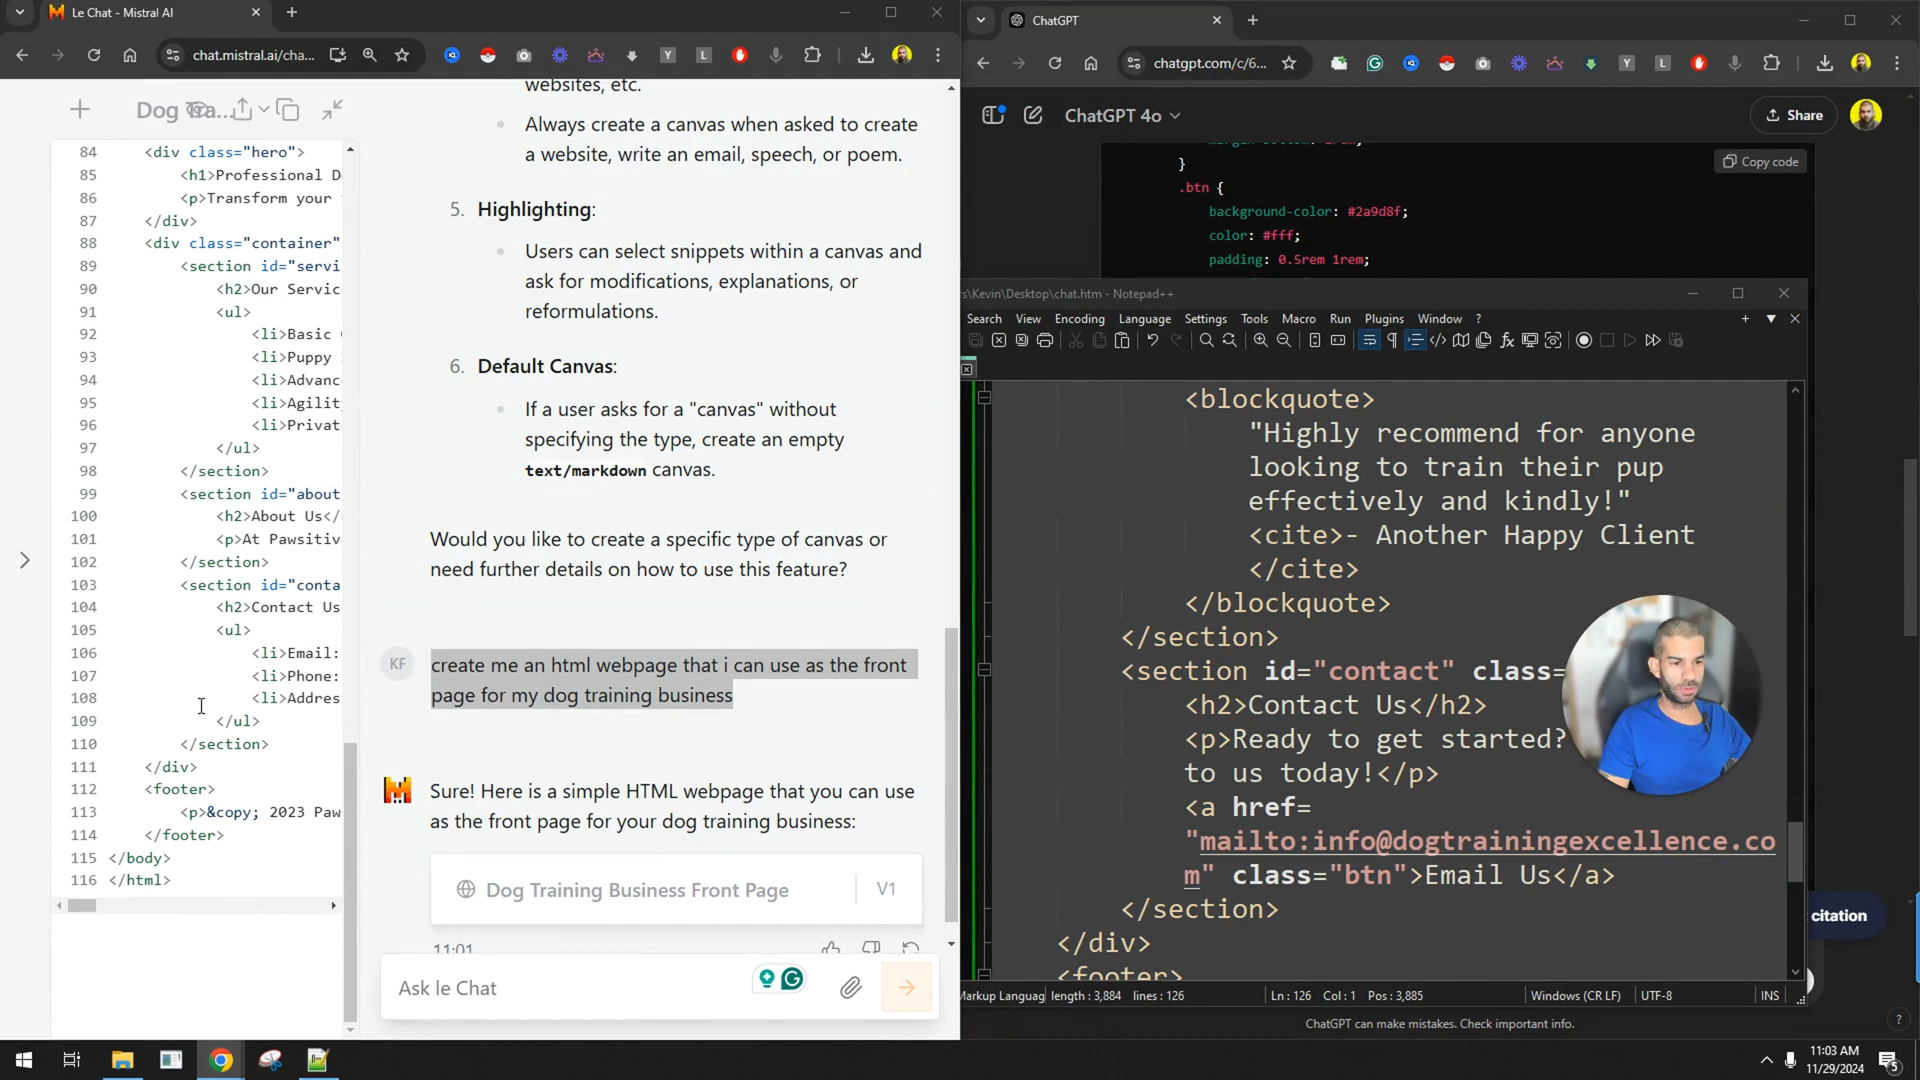 Le Chat - Mistral AI
chat.mistral.ai/cha...
Dog Tra...
84 <div class="hero">
85 <h1>Professional D
86 <p>Transform your
87 </div>
88 <div class="container"
89 <section id="servi
90 <h2>Our Servic
91 <ul>
92 <li>Basic
93 <li>Puppy
94 <li>Advanc
95 <li>Agilit
96 <li>Privat
97 </ul>
98 </section>
99 <section id="about
100 <h2>About Us</
101 <p>At Pawsitiv
102 </section>
103 <section id="conta
104 <h2>Contact Us
105 <ul>
106 <li>Email:
107 <li>Phone:
108 <li>Addres
109 </ul>
110 </section>
111 </div>
112 <footer>
113 <p>&copy; 2023 Paw
114 </footer>
115 </body>
116 </html>
websites, etc.
Always create a canvas when asked to create
a website, write an email, speech, or poem.
5. Highlighting:
Users can select snippets within a canvas and
ask for modifications, explanations, or
reformulations.
6. Default Canvas:
If a user asks for a "canvas" without
specifying the type, create an empty
text/markdown canvas.
Would you like to create a specific type of canvas or
need further details on how to use this feature?
KF
create me an html webpage that i can use as the front
page for my dog training business
Sure! Here is a simple HTML webpage that you can use
as the front page for your dog training business:
Dog Training Business Front Page V1
11:01
Ask le Chat
ChatGPT
chatgpt.com/c/6...
ChatGPT 4o
Share
Copy code
}
.btn {
background-color: #2a9d8f;
color: #fff;
padding: 0.5rem 1rem;
s\Kevin\Desktop\chat.htm - Notepad++
Search View Encoding Language Settings Tools Macro Run Plugins Window ?
<blockquote>
"Highly recommend for anyone
looking to train their pup
effectively and kindly!"
<cite>- Another Happy Client
</cite>
</blockquote>
</section>
<section id="contact" class=
<h2>Contact Us</h2>
<p>Ready to get started?
to us today!</p>
<a href=
"mailto:info@dogtrainingexcellence.co
m" class="btn">Email Us</a>
</section>
</div>
<footer>
citation
Markup Languag length : 3,884 lines : 126 Ln : 126 Col : 1 Pos : 3,885 Windows (CR LF) UTF-8 INS
ChatGPT can make mistakes. Check important info.
?
11:03 AM
11/29/2024
5